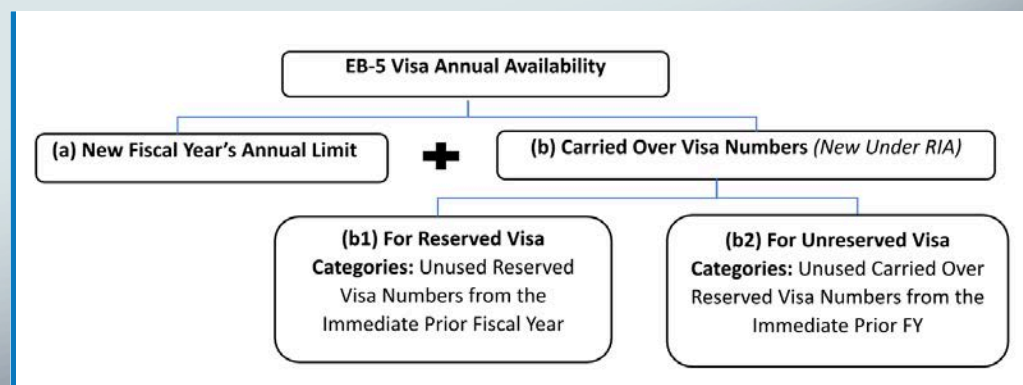 EB-5 Visa Annual Availability
(a) New Fiscal Year's Annual Limit
(b) Carried Over Visa Numbers (New Under RIA)
(b1) For Reserved Visa
Categories: Unused Reserved
Visa Numbers from the
Immediate Prior Fiscal Year
(b2) For Unreserved Visa
Categories: Unused Carried Over
Reserved Visa Numbers from the
Immediate Prior FY